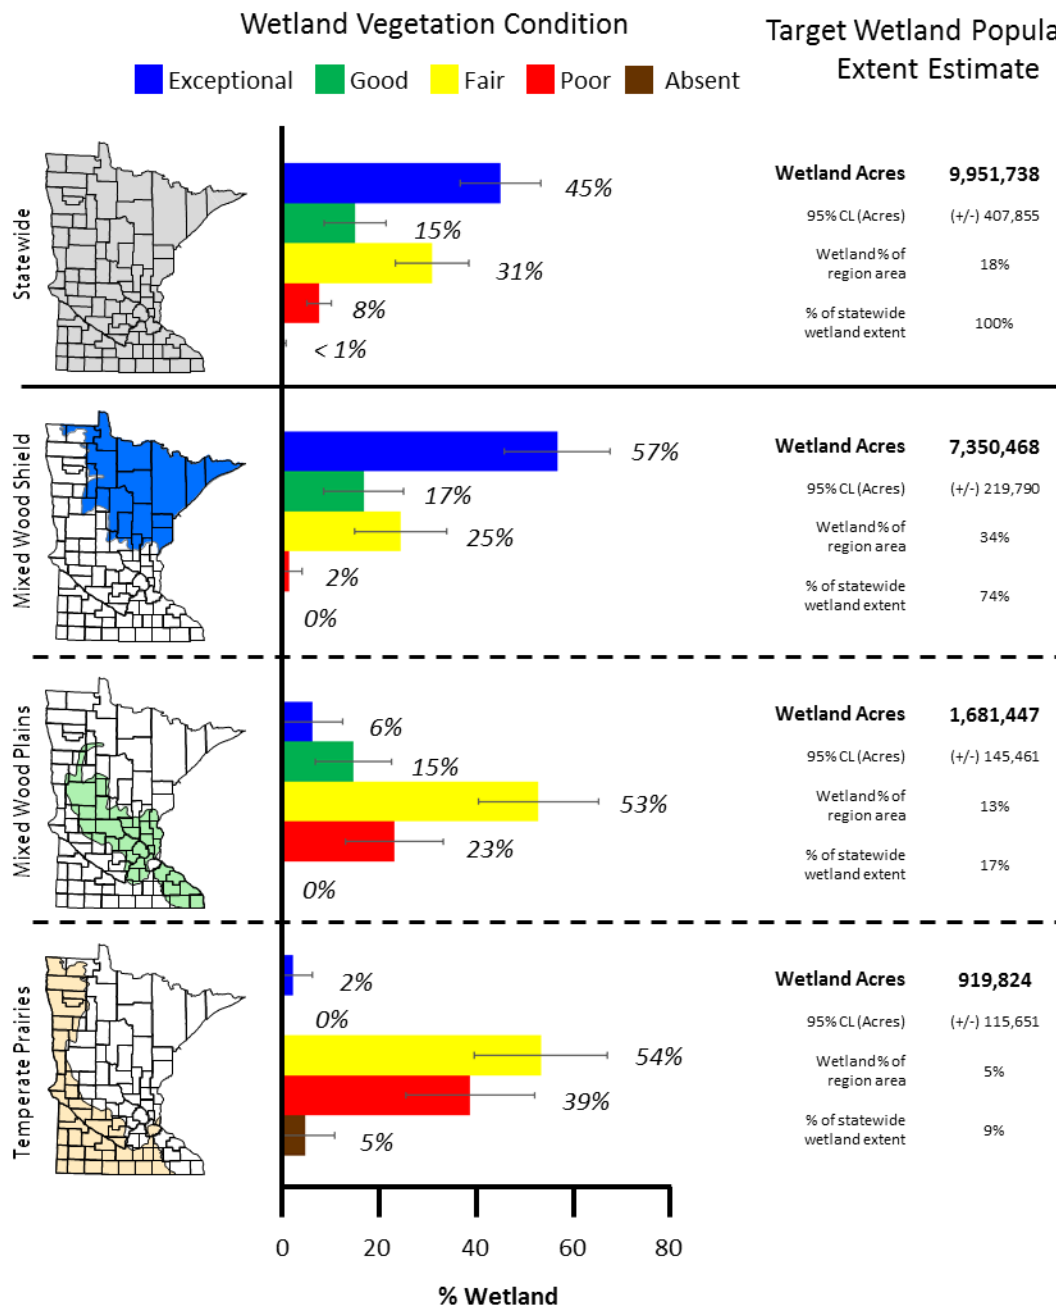 Wetland Vegetation Condition
Target Wetland Popula
Extent Estimate
Exceptional Good Fair Poor Absent
Statewide
45%
15%
31%
8%
< 1%
Wetland Acres 9,951,738
95% CL (Acres) (+/-) 407,855
Wetland % of
region area 18%
% of statewide
wetland extent 100%
Mixed Wood Shield
57%
17%
25%
2%
0%
Wetland Acres 7,350,468
95% CL (Acres) (+/-) 219,790
Wetland % of
region area 34%
% of statewide
wetland extent 74%
Mixed Wood Plains
6%
15%
53%
23%
0%
Wetland Acres 1,681,447
95% CL (Acres) (+/-) 145,461
Wetland % of
region area 13%
% of statewide
wetland extent 17%
Temperate Prairies
2%
0%
54%
39%
5%
Wetland Acres 919,824
95% CL (Acres) (+/-) 115,651
Wetland % of
region area 5%
% of statewide
wetland extent 9%
0 20 40 60 80
% Wetland